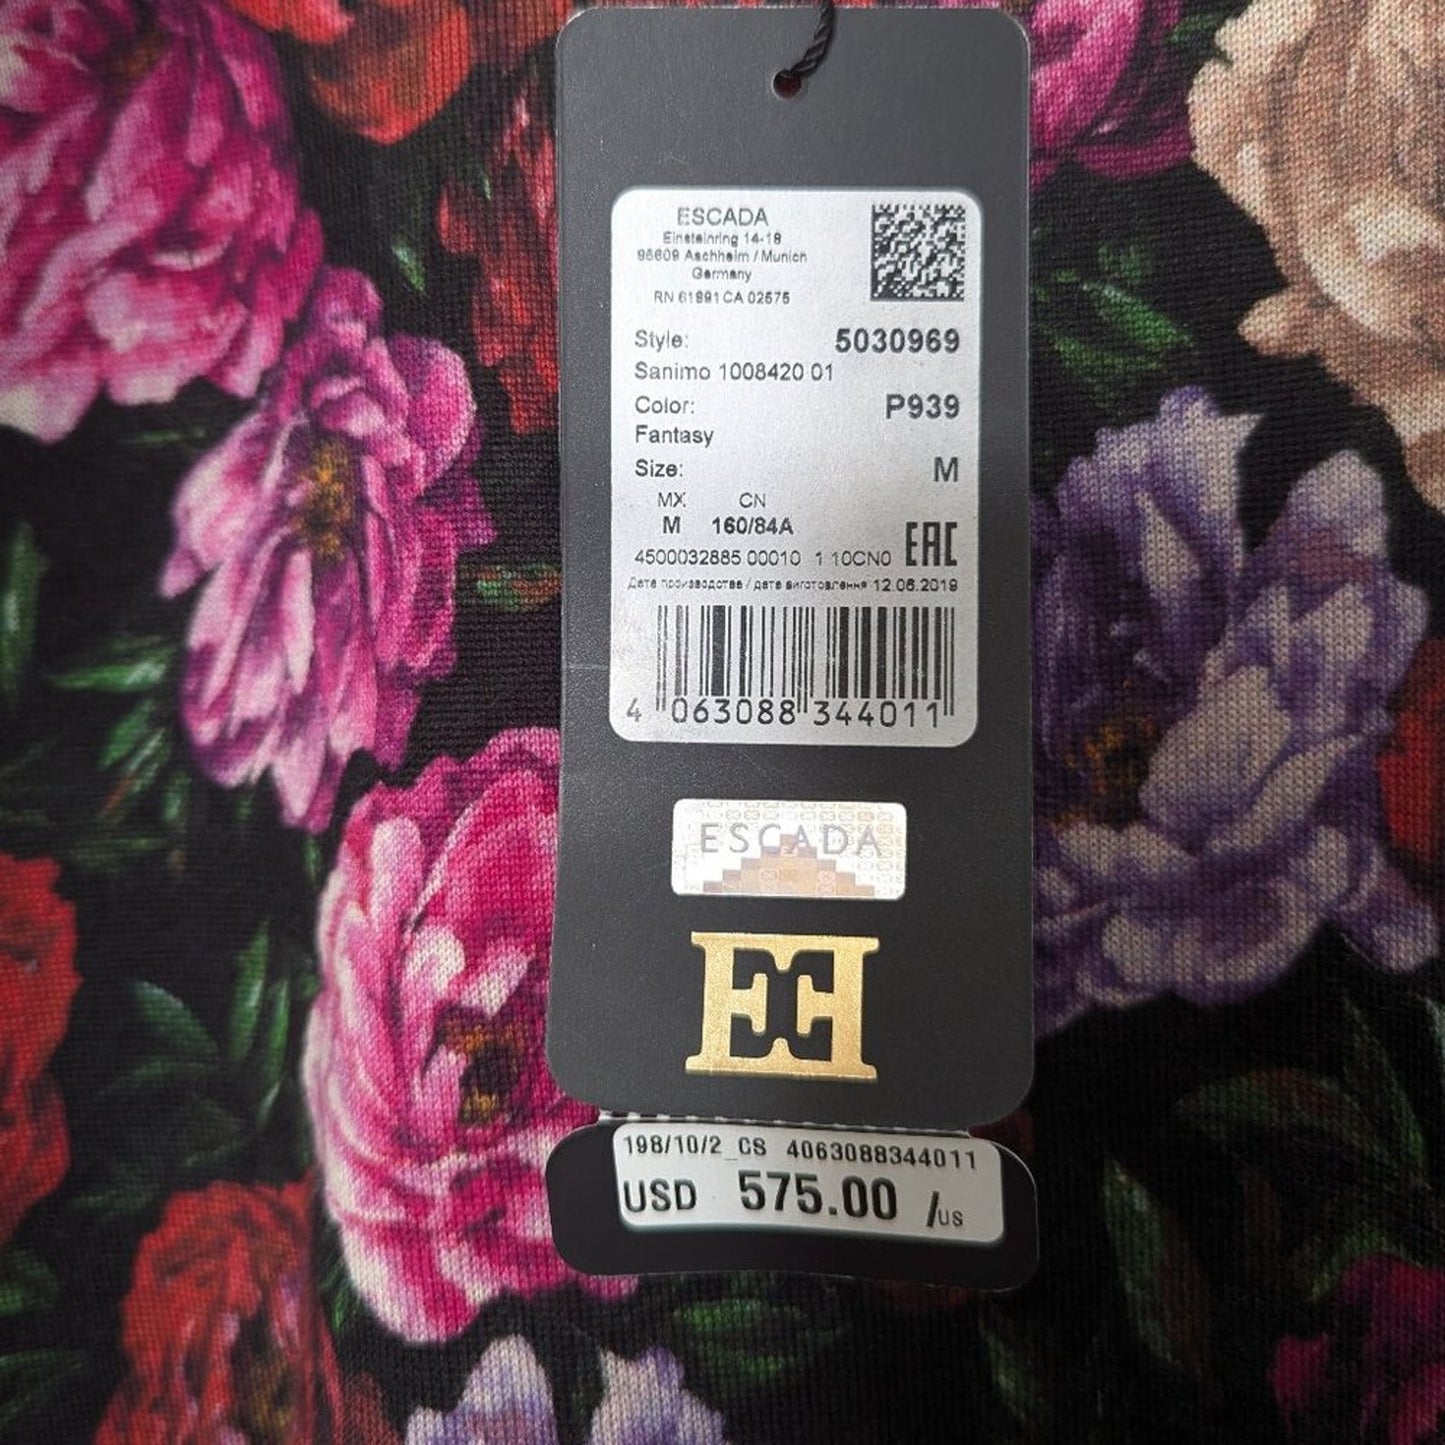 ESCADA
Einsteinring 14-18
85609 Aschheim / Munich
Germany
RN 61891 CA 02575
Style: 5030969
Sanimo 1008420 01
Color: P939
Fantasy
Size: M
MX CN
M 160/84A
4500032885 00010 1 10CN0 EAC
Дата производства / дата виготовлення 12.06.2019
4 063088 344011
ESCADA
198/10/2_CS 4063088344011
USD 575.00 /US